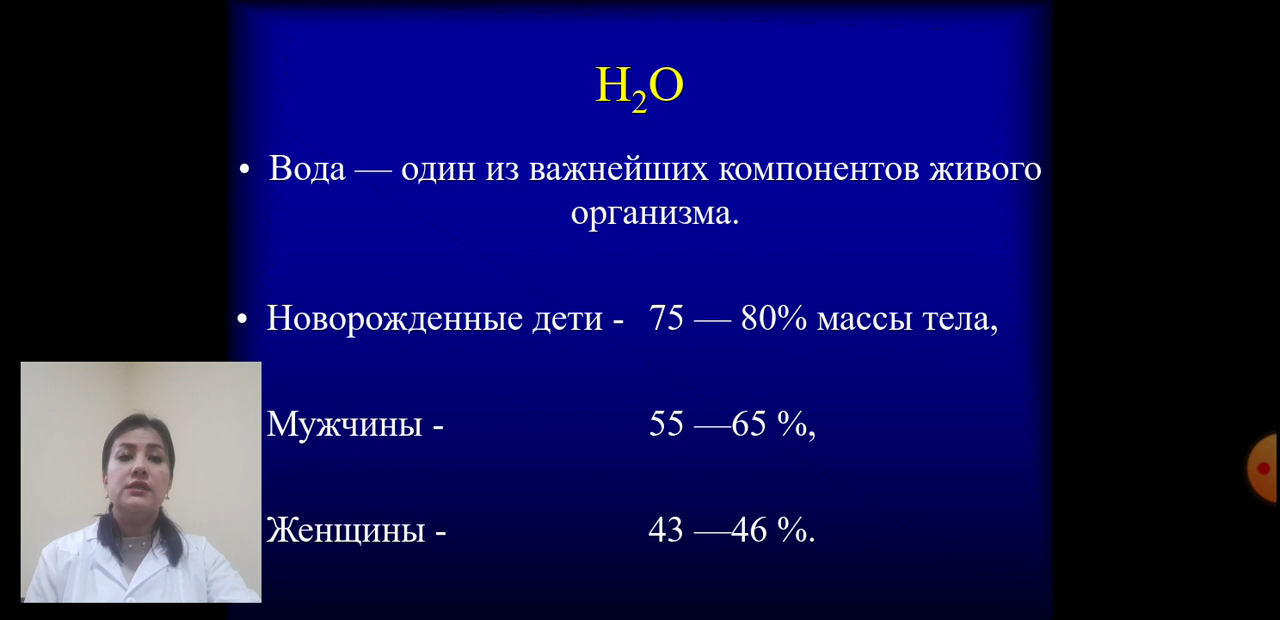 H₂O
• Вода — один из важнейших компонентов живого
организма.
• Новорожденные дети - 75 — 80% массы тела,
Мужчины - 55 —65 %,
Женщины - 43 —46 %.